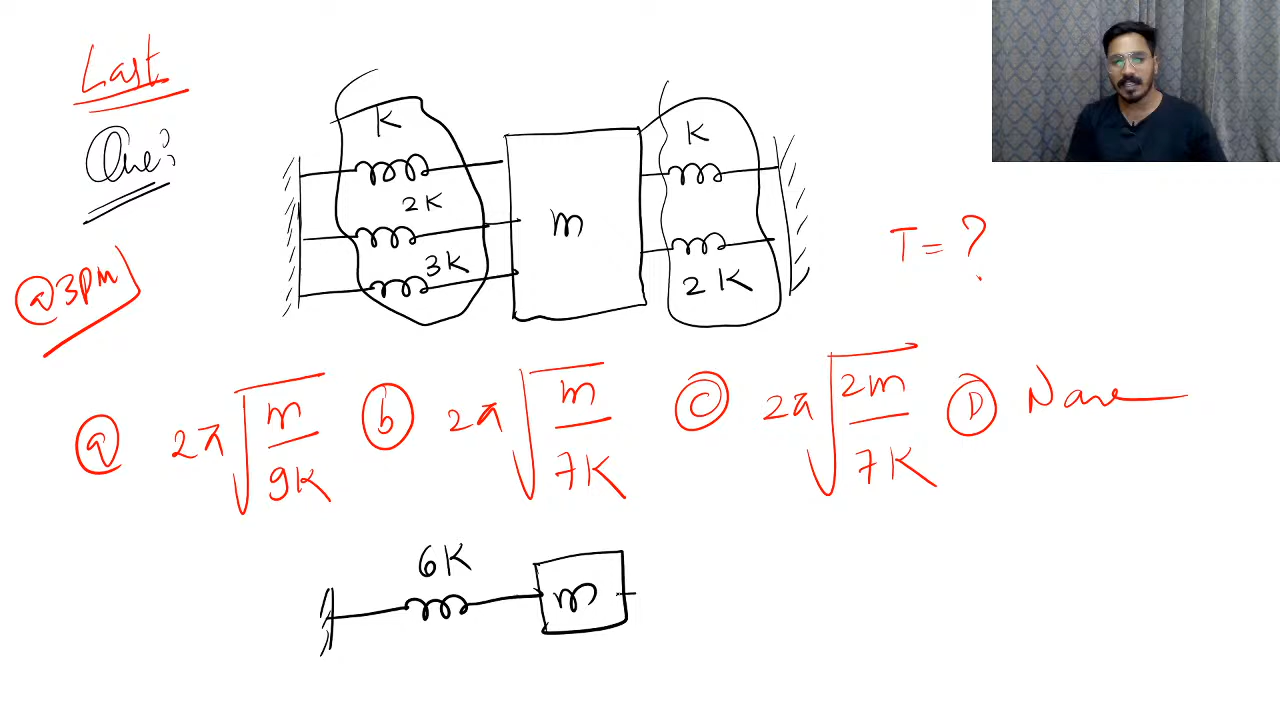 Last
Que:
@3pm
K
2K
3K
m
K
2K
T = ?
(a) 2π √(m/9K)
(b) 2π √(m/7K)
(c) 2π √(2m/7K)
(D) None
6K
m